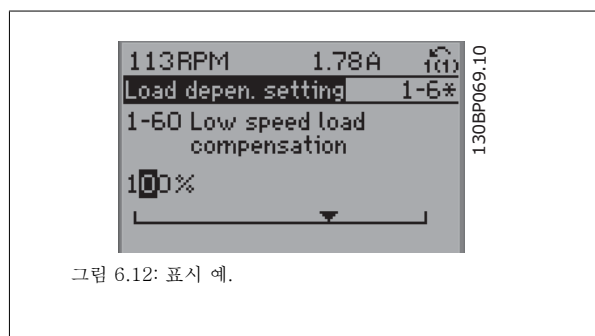 113RPM 1.78A 1(1)
Load depen. setting 1-6*
1-60 Low speed load
compensation
100%
130BP069.10
그림 6.12: 표시 예.